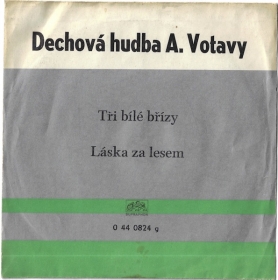 Dechová hudba A. Votavy
Tři bílé břízy
Láska za lesem
0 44 0824 g